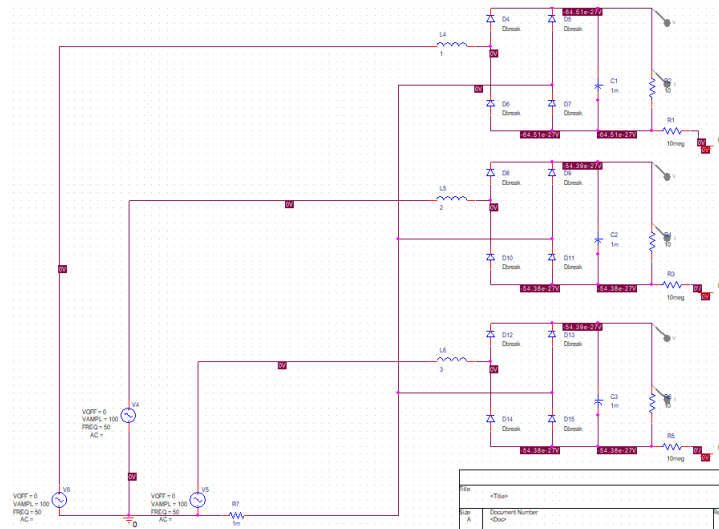 -64.51e-27V
D4
D5
Dbreak
Dbreak
L4
1
0V
0V
C1
1m
10
D6
D7
Dbreak
Dbreak
R1
-64.51e-27V
-64.51e-27V
10meg
0V
0V
54.39e-27V
D8
D9
Dbreak
Dbreak
L5
2
0V
0V
C2
1m
10
D10
D11
Dbreak
Dbreak
0V
R3
-54.38e-27V
-54.38e-27V
10meg
0V
0V
-54.39e-27V
D12
D13
Dbreak
Dbreak
L6
3
0V
0V
C3
1m
10
D14
D15
Dbreak
Dbreak
R5
-54.38e-27V
-54.38e-27V
10meg
0V
0V
V4
VOFF = 0
VAMPL = 100
FREQ = 50
AC =
0V
V6
VOFF = 0
VAMPL = 100
FREQ = 50
AC =
V5
VOFF = 0
VAMPL = 100
FREQ = 50
AC =
R7
1m
0
Title
<Title>
Size
A
Document Number
<Doc>